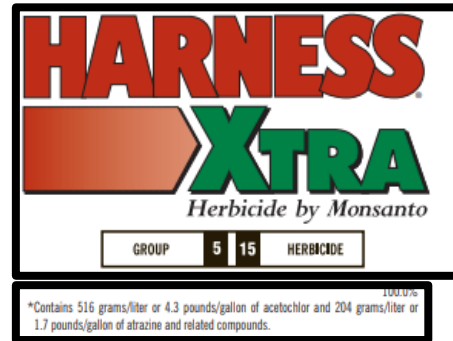 HARNESS®
XTRA
Herbicide by Monsanto
GROUP 5 15 HERBICIDE
100.0%
*Contains 516 grams/liter or 4.3 pounds/gallon of acetochlor and 204 grams/liter or
1.7 pounds/gallon of atrazine and related compounds.